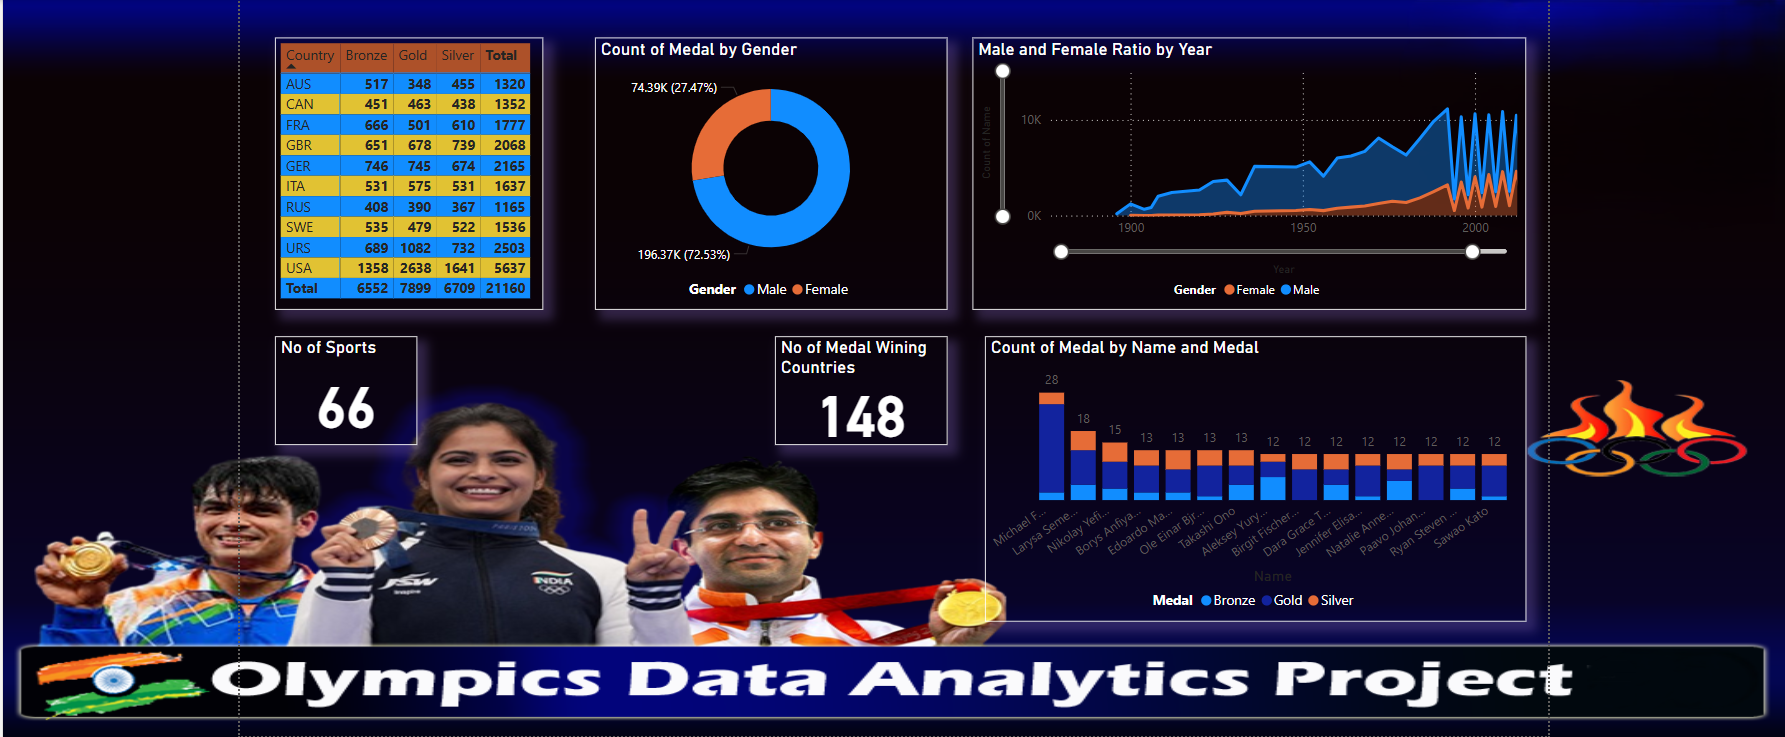 Country Bronze Gold Silver Total
AUS 517 348 455 1320
CAN 451 463 438 1352
FRA 666 501 610 1777
GBR 651 678 739 2068
GER 746 745 674 2165
ITA 531 575 531 1637
RUS 408 390 367 1165
SWE 535 479 522 1536
URS 689 1082 732 2503
USA 1358 2638 1641 5637
Total 6552 7899 6709 21160
Count of Medal by Gender
74.39K (27.47%)
196.37K (72.53%)
Gender Male Female
Male and Female Ratio by Year
Count of Name
10K
0K
1900 1950 2000
Year
Gender Female Male
No of Sports
66
No of Medal Wining
Countries
148
Count of Medal by Name and Medal
28 18 15 13 13 13 13 12 12 12 12 12 12 12 12
Michael F...
Larysa Seme...
Nikolay Yefi...
Borys Anfiya...
Edoardo Ma...
Ole Einar Bjr...
Takashi Ono
Aleksey Yury...
Birgit Fischer...
Dara Grace T...
Jennifer Elisa...
Natalie Anne...
Paavo Johan...
Ryan Steven ...
Sawao Kato
Name
Medal Bronze Gold Silver
JSW
inspire
INDIA
Olympics Data Analytics Project